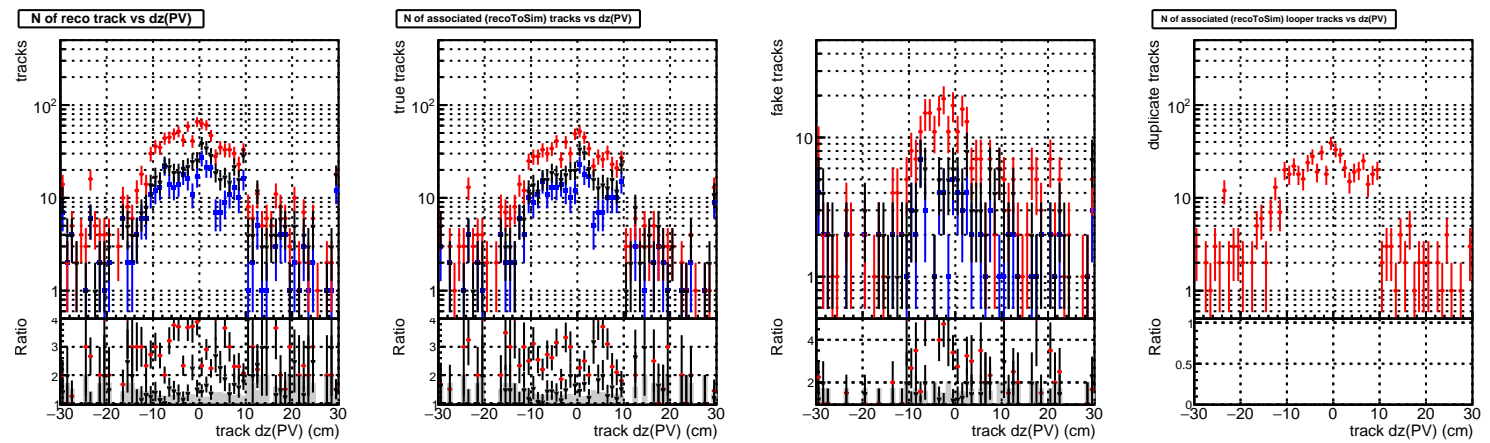 N of reco track vs dz(PV)
tracks
10²
10
1
Ratio
4
3
2
1
−30 −20 −10 0 10 20 30
track dz(PV) (cm)
N of associated (recoToSim) tracks vs dz(PV)
true tracks
10²
10
1
Ratio
4
3
2
1
−30 −20 −10 0 10 20 30
track dz(PV) (cm)
fake tracks
10
1
Ratio
4
2
−30 −20 −10 0 10 20 30
track dz(PV) (cm)
N of associated (recoToSim) looper tracks vs dz(PV)
duplicate tracks
10²
10
1
Ratio
1
0.5
0
−30 −20 −10 0 10 20 30
track dz(PV) (cm)